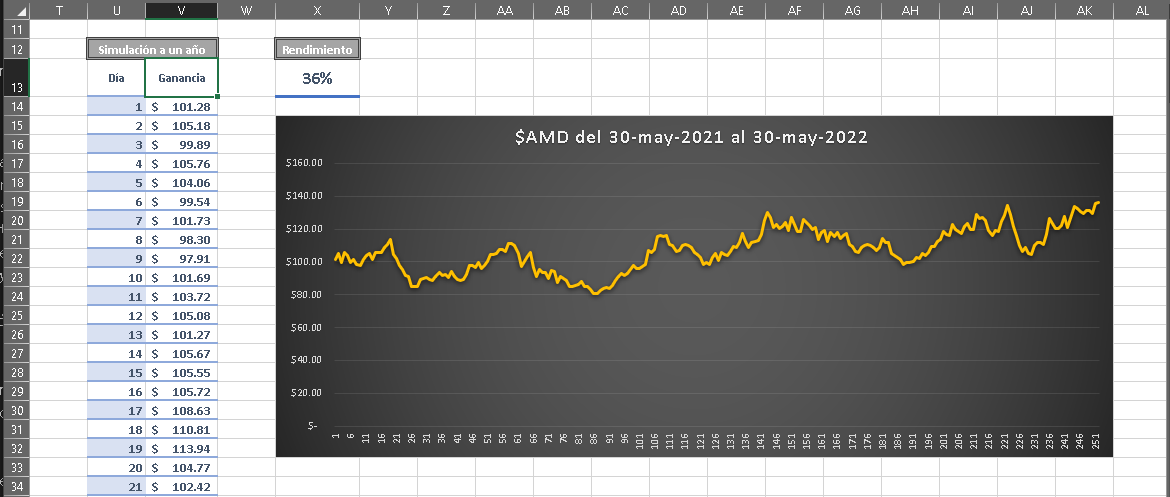 T U V W X Y Z AA AB AC AD AE AF AG AH AI AJ AK AL
11
12 Simulación a un año Rendimiento
13 Día Ganancia 36%
14 1 $ 101.28
15 2 $ 105.18
16 3 $ 99.89
17 4 $ 105.76
18 5 $ 104.06
19 6 $ 99.54
20 7 $ 101.73
21 8 $ 98.30
22 9 $ 97.91
23 10 $ 101.69
24 11 $ 103.72
25 12 $ 105.08
26 13 $ 101.27
27 14 $ 105.67
28 15 $ 105.55
29 16 $ 105.72
30 17 $ 108.63
31 18 $ 110.81
32 19 $ 113.94
33 20 $ 104.77
34 21 $ 102.42
$AMD del 30-may-2021 al 30-may-2022
$160.00
$140.00
$120.00
$100.00
$80.00
$60.00
$40.00
$20.00
$-
1 6 11 16 21 26 31 36 41 46 51 56 61 66 71 76 81 86 91 96 101 106 111 116 121 126 131 136 141 146 151 156 161 166 171 176 181 186 191 196 201 206 211 216 221 226 231 236 241 246 251